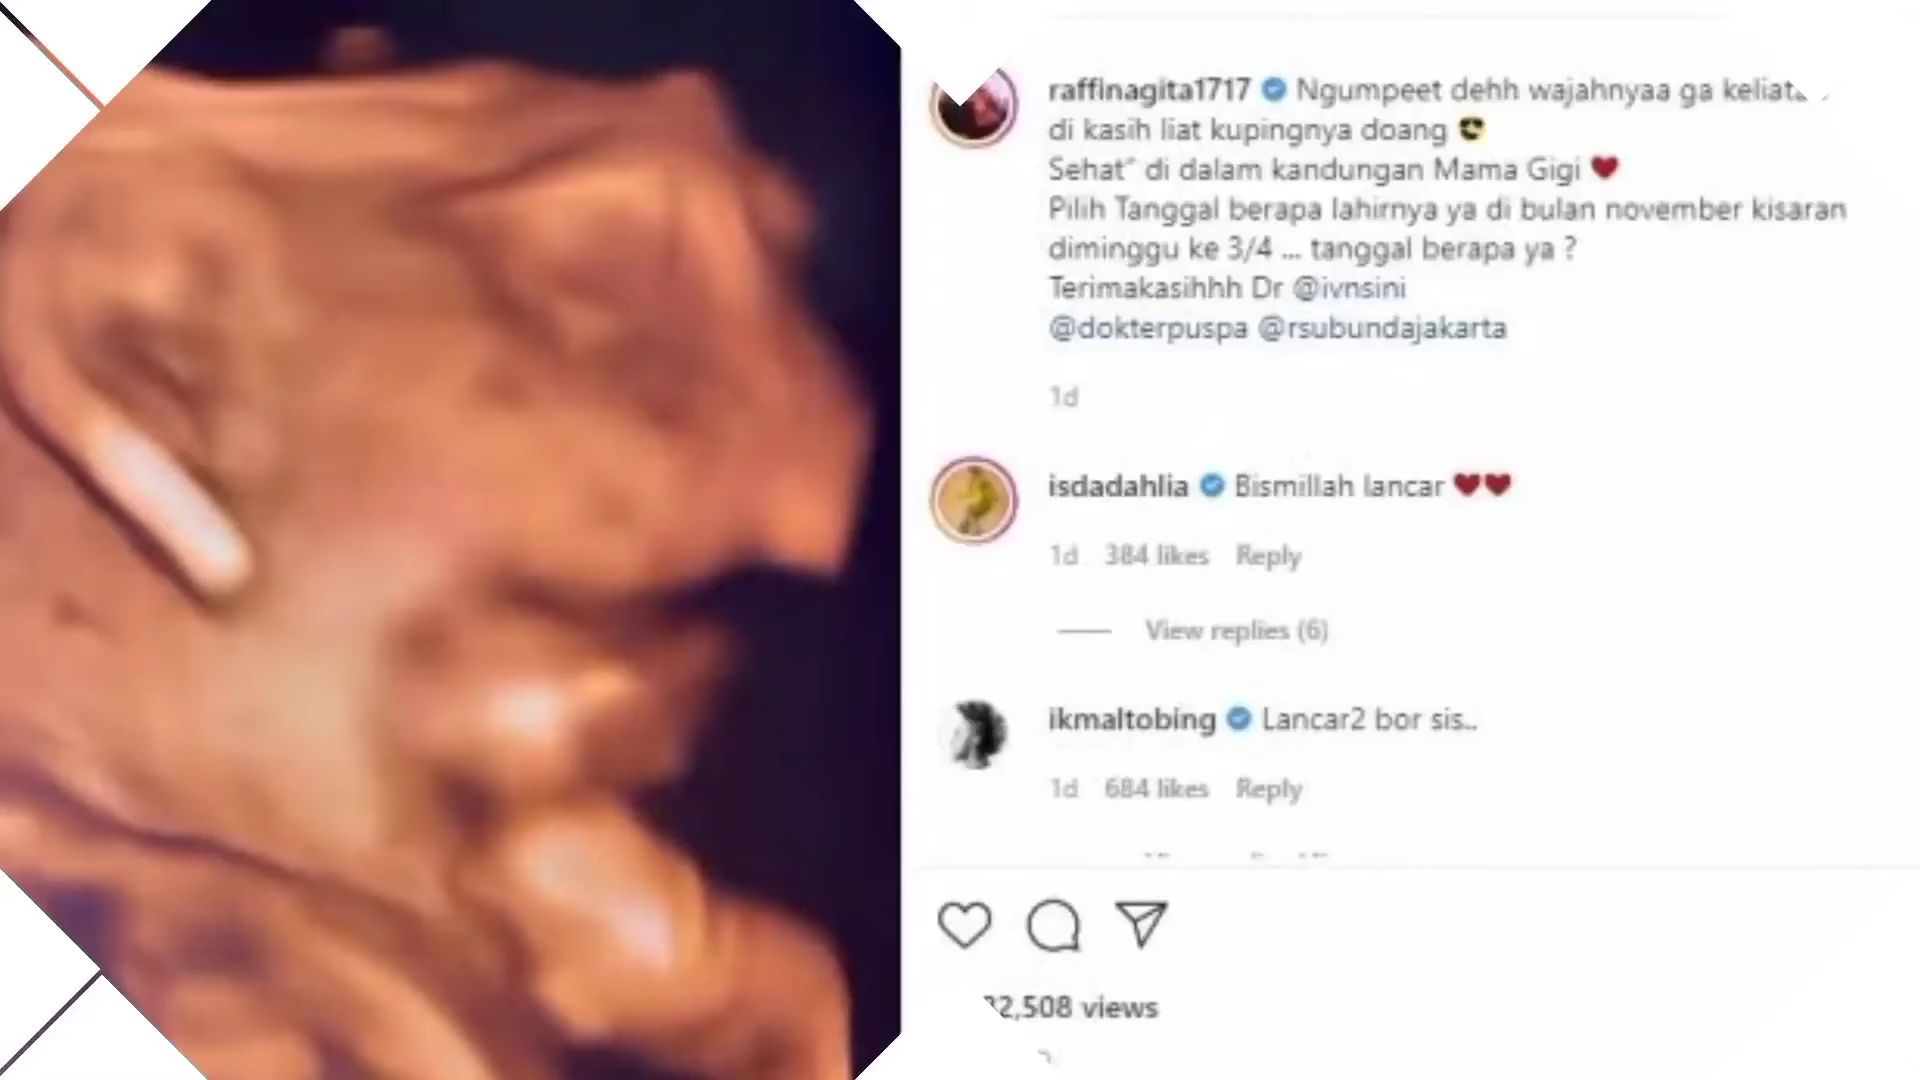 raffinagita1717 Ngumpeet dehh wajahnyaa ga
di kasih liat kupingnya doang 😎
Sehat" di dalam kandungan Mama Gigi ❤️
Pilih Tanggal berapa lahirnya ya di bulan november kisaran
diminggu ke 3/4 ... tanggal berapa ya ?
Terimakasihhh Dr @ivnsini
@dokterpuspa @rsubundajakarta
1d
isdadahlia Bismillah lancar ❤️❤️
1d 384 likes Reply
View replies (6)
ikmaltobing Lancar2 bor sis..
1d 684 likes Reply
2,508 views